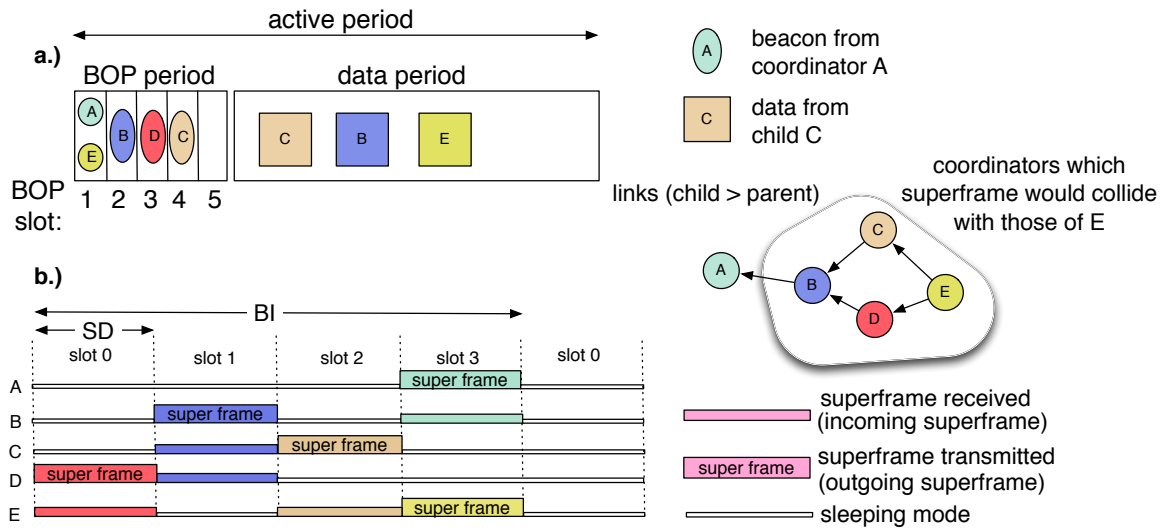 active period
a.)
BOP period
data period
A
E
B
D
C
C
B
E
BOP
slot:
1 2 3 4 5
A
beacon from
coordinator A
C
data from
child C
links (child > parent)
coordinators which
superframe would collide
with those of E
A
B
C
D
E
b.)
BI
SD
slot 0 slot 1 slot 2 slot 3 slot 0
A
super frame
B
super frame
C
super frame
D
super frame
E
super frame
superframe received
(incoming superframe)
super frame
superframe transmitted
(outgoing superframe)
sleeping mode